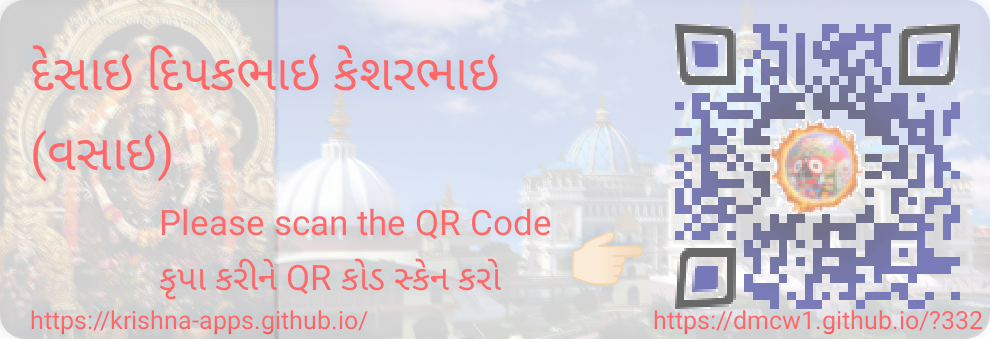 દેસાઇ દિપકભાઇ કેશરભાઇ
(વસાઇ)
Please scan the QR Code
કૃપા કરીને QR કોડ સ્કેન કરો
https://krishna-apps.github.io/
https://dmcw1.github.io/?332